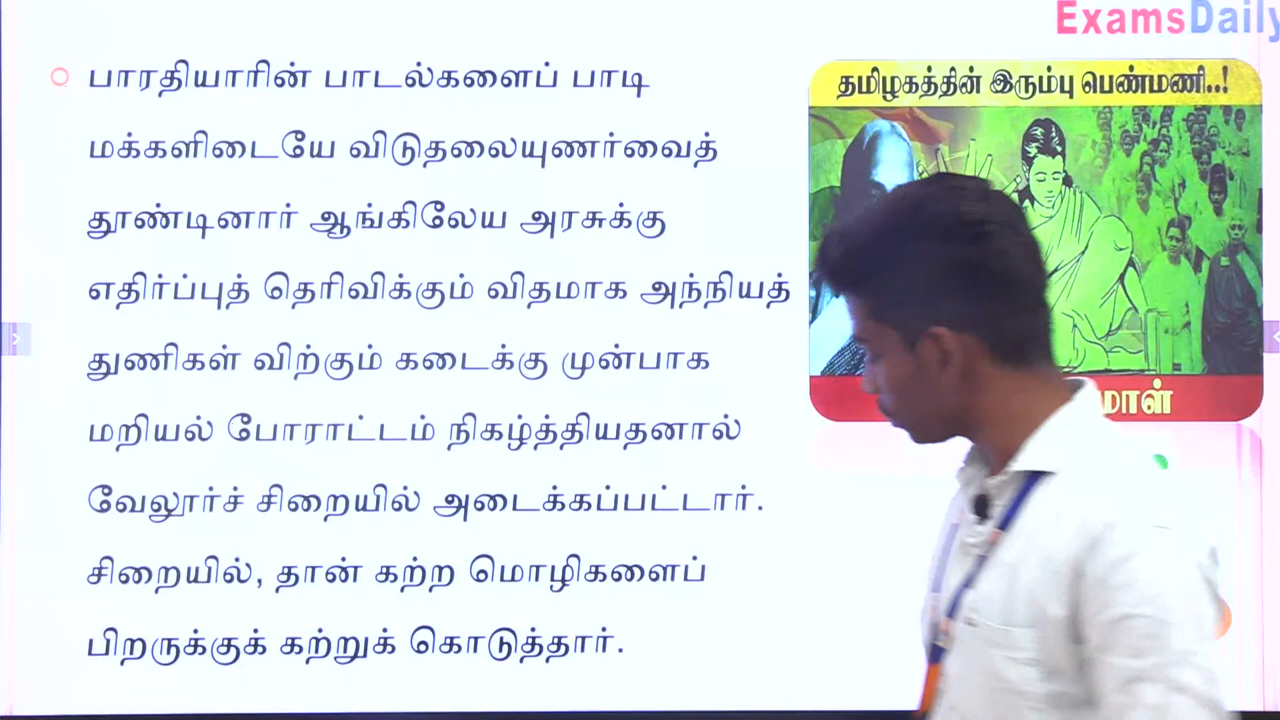 ExamsDaily
பாரதியாரின் பாடல்களைப் பாடி
மக்களிடையே விடுதலையுணர்வைத்
தூண்டினார் ஆங்கிலேய அரசுக்கு
எதிர்ப்புத் தெரிவிக்கும் விதமாக அந்நியத்
துணிகள் விற்கும் கடைக்கு முன்பாக
மறியல் போராட்டம் நிகழ்த்தியதனால்
வேலூர்ச் சிறையில் அடைக்கப்பட்டார்.
சிறையில், தான் கற்ற மொழிகளைப்
பிறருக்குக் கற்றுக் கொடுத்தார்.
தமிழகத்தின் இரும்பு பெண்மணி..!